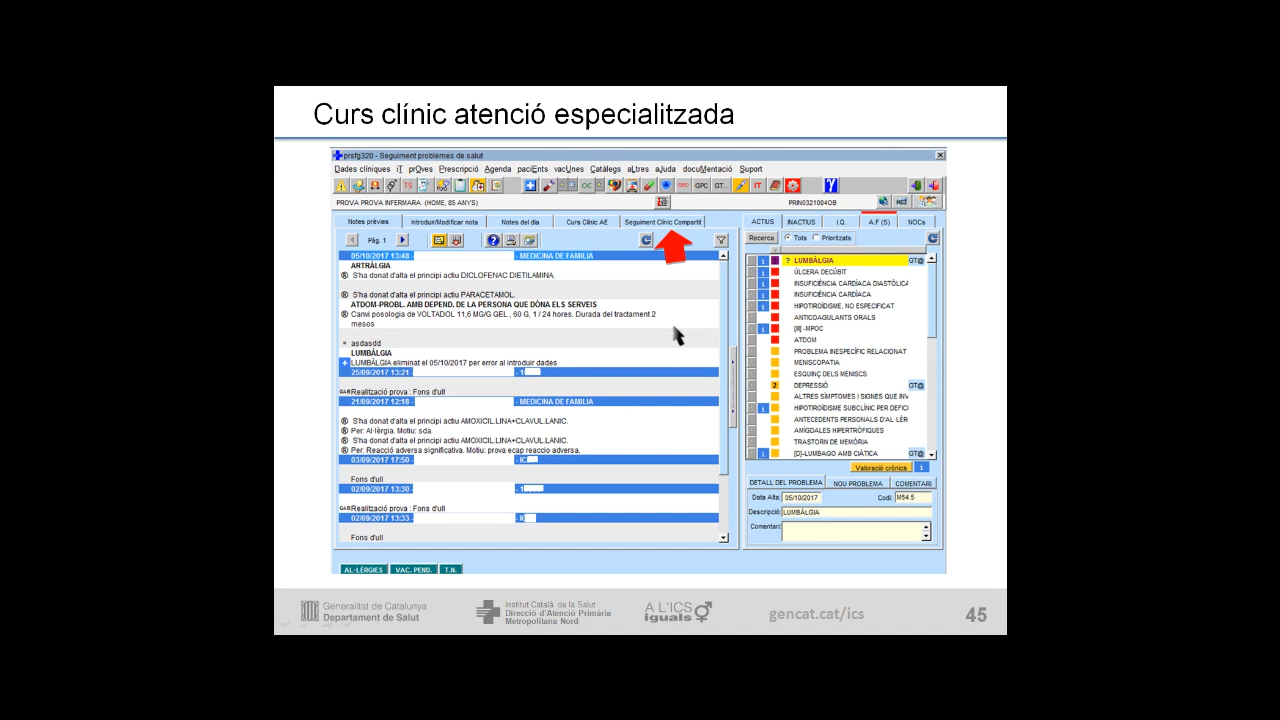 Curs clínic atenció especialitzada
prsfg320 - Seguiment problemes de salut
Dades clíniques iT prOves Prescripció Agenda paciEnts vacUnes Catàlegs aLtres aJuda docuMentació Suport
TS OC GPC GT... IT
PROVA PROVA INFERMARA (HOME, 85 ANYS) PRIN0321004OB
Notes prèvies Introduir/Modificar nota Notes del dia Curs Clínic AE Seguiment Clínic Compartit
Pàg. 1
05/10/2017 13:48 - - MEDICINA DE FAMILIA
ARTRÀLGIA
S'ha donat d'alta el principi actiu DICLOFENAC DIETILAMINA.
S'ha donat d'alta el principi actiu PARACETAMOL.
ATDOM-PROBL. AMB DEPEND. DE LA PERSONA QUE DÓNA ELS SERVEIS
Canvi posologia de VOLTADOL 11,6 MG/G GEL , 60 G, 1 / 24 hores. Durada del tractament 2
mesos
asdasdd
LUMBÀLGIA
LUMBÀLGIA eliminat el 05/10/2017 per error al introduir dades
25/09/2017 13:21 - - 1
GAB Realització prova : Fons d'ull
21/09/2017 12:18 - - MEDICINA DE FAMILIA
S'ha donat d'alta el principi actiu AMOXICIL.LINA+CLAVUL.LANIC.
Per: Al·lèrgia. Motiu: sda.
S'ha donat d'alta el principi actiu AMOXICIL.LINA+CLAVUL.LANIC.
Per: Reacció adversa significativa. Motiu: prova ecap reaccio adversa.
03/09/2017 17:50 -
Fons d'ull
02/09/2017 13:30 - - 1
GAB Realització prova : Fons d'ull
02/09/2017 13:33 -
Fons d'ull
AL·LÈRGIES VAC. PEND. T.N.
ACTIUS INACTIUS I.Q. A.F (S) NOCs
Recerca Tots Prioritzats
? LUMBÀLGIA GT@
ÚLCERA DECÚBIT
INSUFICIÈNCIA CARDÍACA DIASTÒLICA
INSUFICIÈNCIA CARDÍACA
HIPOTIROÏDISME, NO ESPECIFICAT
ANTICOAGULANTS ORALS
[III] -MPOC
ATDOM
PROBLEMA INESPECÍFIC RELACIONAT
MENISCOPATIA
ESQUINÇ DELS MENISCS
2 DEPRESSIÓ GT@
ALTRES SÍMPTOMES I SIGNES QUE INV
HIPOTIROÏDISME SUBCLÍNIC PER DEFICI
ANTECEDENTS PERSONALS D'AL·LÈR
AMÍGDALES HIPERTRÒFIQUES
TRASTORN DE MEMÒRIA
[D]-LUMBAGO AMB CIÀTICA GT@
Valoració crònica i
DETALL DEL PROBLEMA NOU PROBLEMA COMENTARI
Data Alta: 05/10/2017 Codi: M54.5
Descripció: LUMBÀLGIA
Comentari:
Generalitat de Catalunya
Departament de Salut
Institut Català de la Salut
Direcció d'Atenció Primària
Metropolitana Nord
A L'ICS
iguals
gencat.cat/ics
45